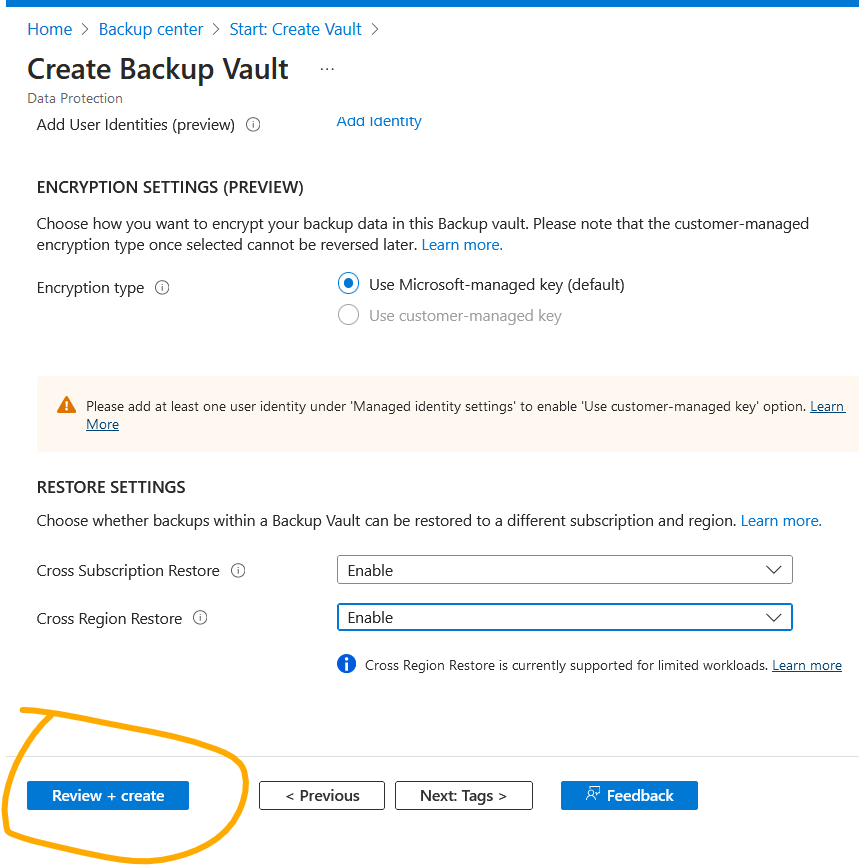 Home > Backup center > Start: Create Vault >
Create Backup Vault ...
Data Protection
Add User Identities (preview)
Add Identity
ENCRYPTION SETTINGS (PREVIEW)
Choose how you want to encrypt your backup data in this Backup vault. Please note that the customer-managed
encryption type once selected cannot be reversed later. Learn more.
Encryption type
Use Microsoft-managed key (default)
Use customer-managed key
Please add at least one user identity under 'Managed identity settings' to enable 'Use customer-managed key' option. Learn
More
RESTORE SETTINGS
Choose whether backups within a Backup Vault can be restored to a different subscription and region. Learn more.
Cross Subscription Restore
Enable
Cross Region Restore
Enable
Cross Region Restore is currently supported for limited workloads. Learn more
Review + create
< Previous
Next: Tags >
Feedback